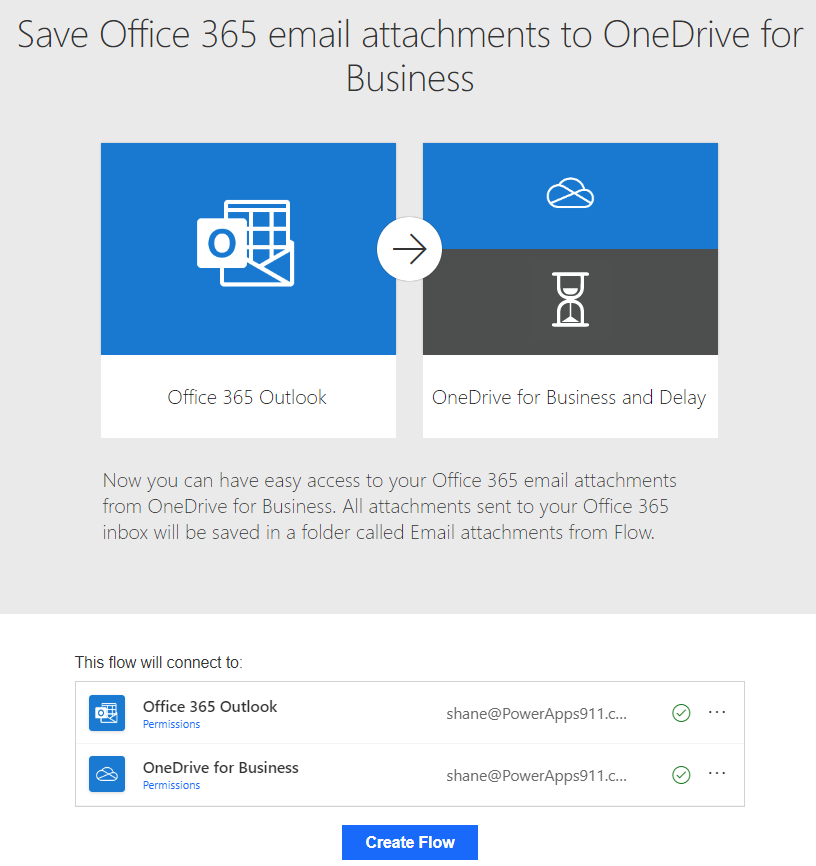 Save Office 365 email attachments to OneDrive for
Business
Office 365 Outlook
OneDrive for Business and Delay
Now you can have easy access to your Office 365 email attachments
from OneDrive for Business. All attachments sent to your Office 365
inbox will be saved in a folder called Email attachments from Flow.
This flow will connect to:
Office 365 Outlook
Permissions
shane@PowerApps911.c...
OneDrive for Business
Permissions
shane@PowerApps911.c...
Create Flow